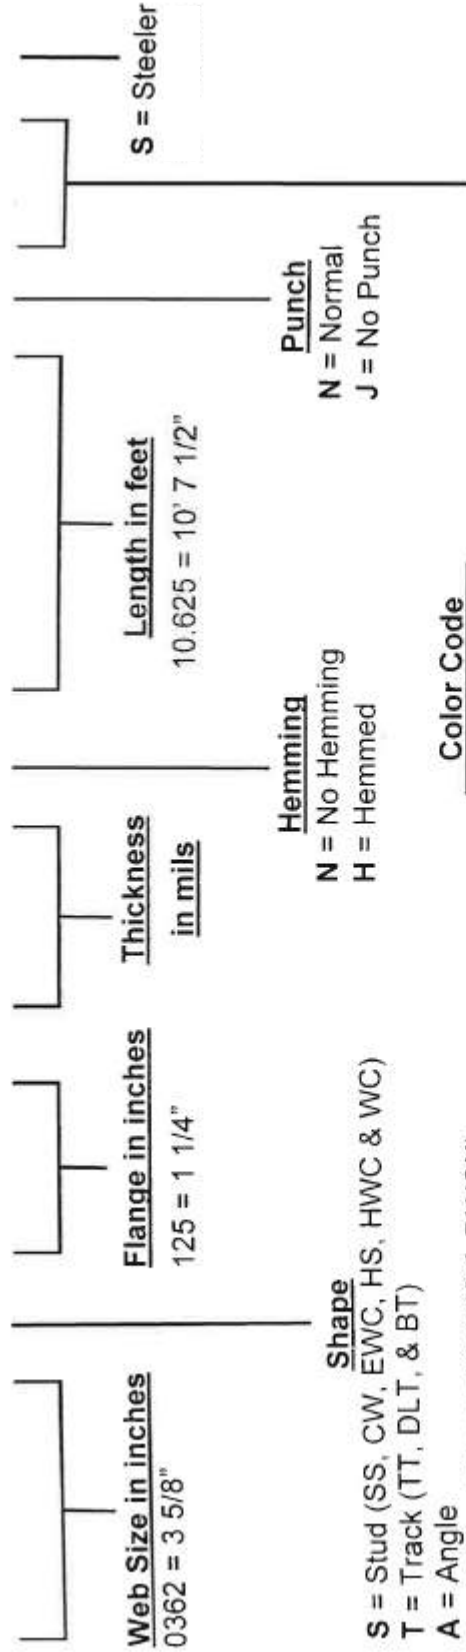 Web Size in inches
0362 = 3 5/8"
Shape
S = Stud (SS, CW, EWC, HS, HWC & WC)
T = Track (TT, DLT, & BT)
A = Angle
Flange in inches
125 = 1 1/4"
Thickness
in mils
Hemming
N = No Hemming
H = Hemmed
Length in feet
10.625 = 10' 7 1/2"
Punch
N = Normal
J = No Punch
S = Steeler
Color Code